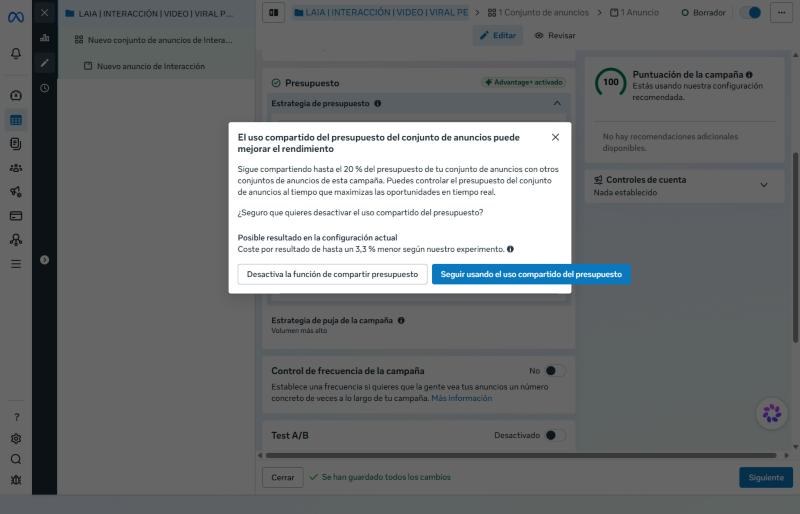 LAIA | INTERACCIÓN | VIDEO | VIRAL P...
Nuevo conjunto de anuncios de Intera...
Nuevo anuncio de Interacción
LAIA | INTERACCIÓN | VIDEO | VIRAL PE
1 Conjunto de anuncios
1 Anuncio
Borrador
Editar
Revisar
Presupuesto
Advantage+ activado
Estrategia de presupuesto
100
Puntuación de la campaña
Estás usando nuestra configuración
recomendada.
No hay recomendaciones adicionales
disponibles.
Controles de cuenta
Nada establecido
El uso compartido del presupuesto del conjunto de anuncios puede
mejorar el rendimiento
Sigue compartiendo hasta el 20 % del presupuesto de tu conjunto de anuncios con otros
conjuntos de anuncios de esta campaña. Puedes controlar el presupuesto del conjunto
de anuncios al tiempo que maximizas las oportunidades en tiempo real.
¿Seguro que quieres desactivar el uso compartido del presupuesto?
Posible resultado en la configuración actual
Coste por resultado de hasta un 3,3 % menor según nuestro experimento.
Desactiva la función de compartir presupuesto
Seguir usando el uso compartido del presupuesto
Estrategia de puja de la campaña
Volumen más alto
Control de frecuencia de la campaña
No
Establece una frecuencia si quieres que la gente vea tus anuncios un número
concreto de veces a lo largo de tu campaña. Más información
Test A/B
Desactivado
Cerrar
Se han guardado todos los cambios
Siguiente